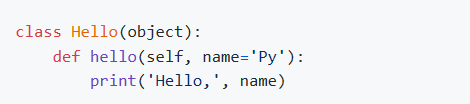 class Hello(object):
    def hello(self, name='Py'):
        print('Hello,', name)